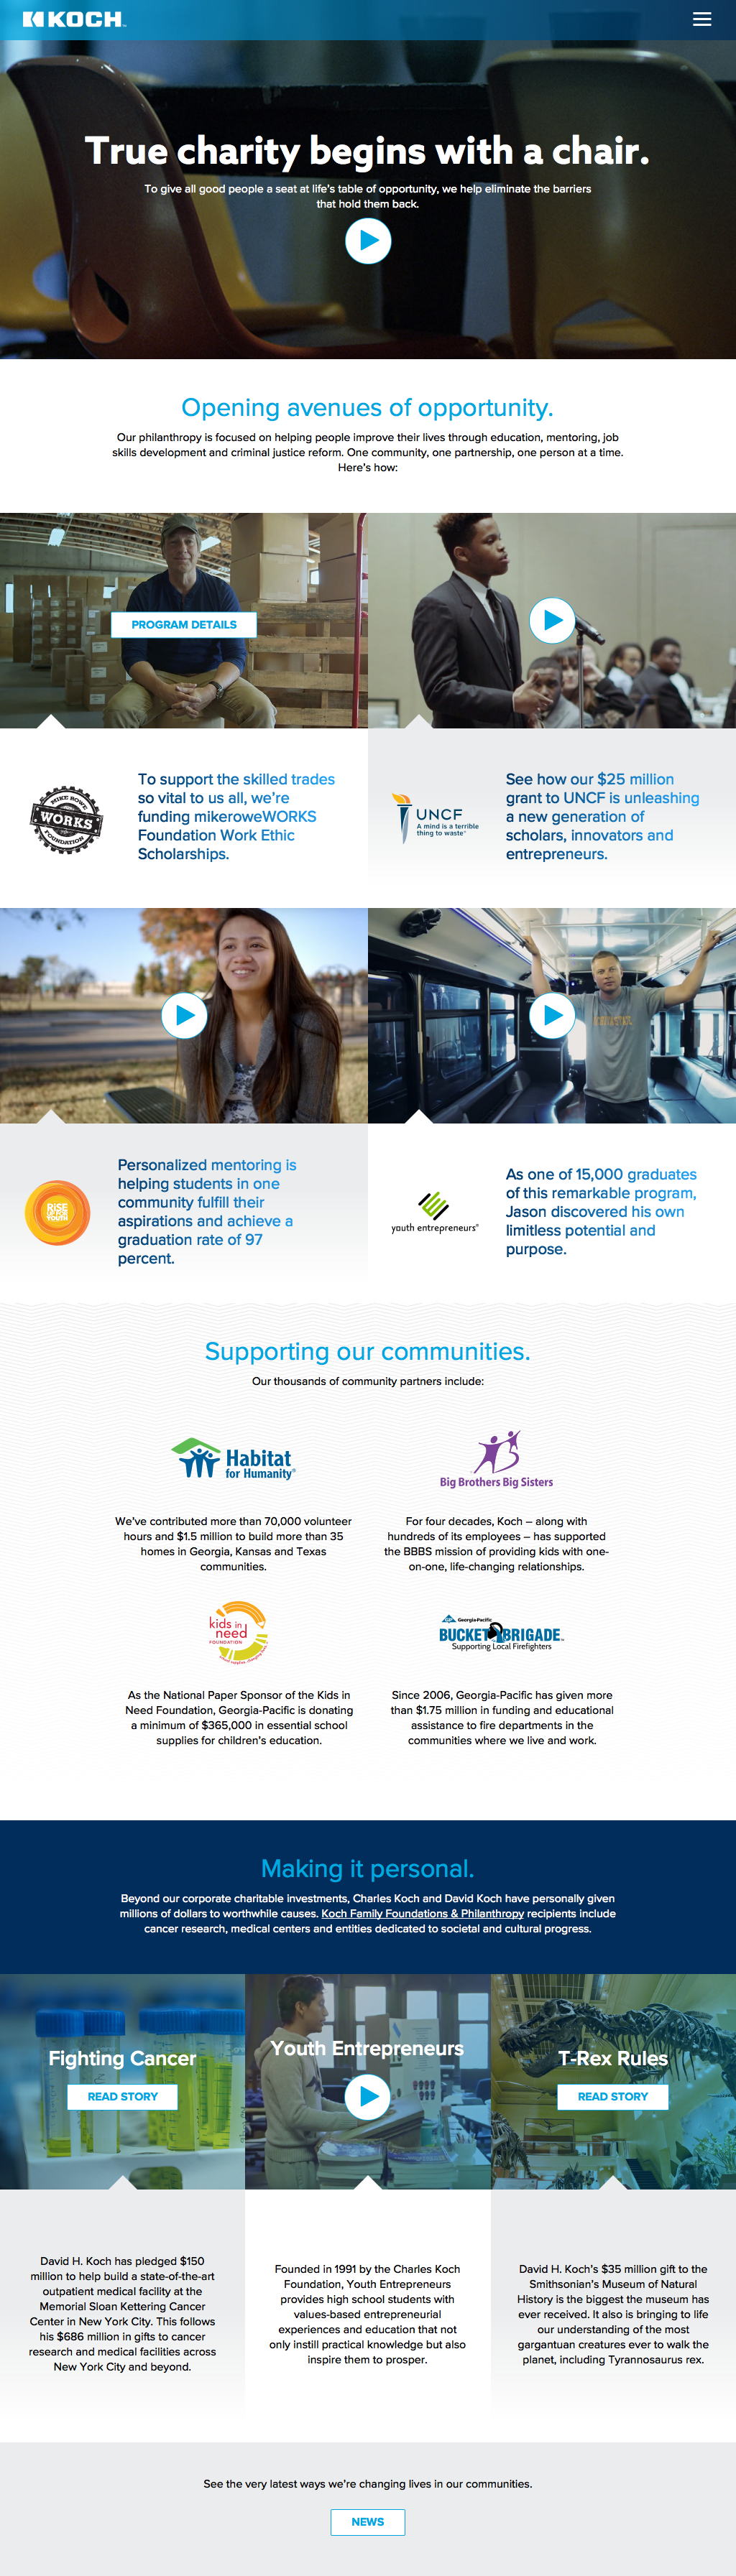 KOCH
True charity begins with a chair.
To give all good people a seat at life's table of opportunity, we help eliminate the barriers
that hold them back.
Opening avenues of opportunity.
Our philanthropy is focused on helping people improve their lives through education, mentoring, job
skills development and criminal justice reform. One community, one partnership, one person at a time.
Here's how:
PROGRAM DETAILS
MIKE ROWE
WORKS
FOUNDATION
To support the skilled trades
so vital to us all, we're
funding mikeroweWORKS
Foundation Work Ethic
Scholarships.
UNCF
A mind is a terrible
thing to waste®
See how our $25 million
grant to UNCF is unleashing
a new generation of
scholars, innovators and
entrepreneurs.
RISE
UP FOR
YOUTH
Personalized mentoring is
helping students in one
community fulfill their
aspirations and achieve a
graduation rate of 97
percent.
youth entrepreneurs®
As one of 15,000 graduates
of this remarkable program,
Jason discovered his own
limitless potential and
purpose.
Supporting our communities.
Our thousands of community partners include:
Habitat
for Humanity®
We've contributed more than 70,000 volunteer
hours and $1.5 million to build more than 35
homes in Georgia, Kansas and Texas
communities.
Big Brothers Big Sisters
For four decades, Koch – along with
hundreds of its employees – has supported
the BBBS mission of providing kids with one-
on-one, life-changing relationships.
kids in
need
FOUNDATION
As the National Paper Sponsor of the Kids in
Need Foundation, Georgia-Pacific is donating
a minimum of $365,000 in essential school
supplies for children's education.
GP Georgia-Pacific
BUCKET BRIGADE™
Supporting Local Firefighters
Since 2006, Georgia-Pacific has given more
than $1.75 million in funding and educational
assistance to fire departments in the
communities where we live and work.
Making it personal.
Beyond our corporate charitable investments, Charles Koch and David Koch have personally given
millions of dollars to worthwhile causes. Koch Family Foundations & Philanthropy recipients include
cancer research, medical centers and entities dedicated to societal and cultural progress.
Fighting Cancer
READ STORY
David H. Koch has pledged $150
million to help build a state-of-the-art
outpatient medical facility at the
Memorial Sloan Kettering Cancer
Center in New York City. This follows
his $686 million in gifts to cancer
research and medical facilities across
New York City and beyond.
Youth Entrepreneurs
Founded in 1991 by the Charles Koch
Foundation, Youth Entrepreneurs
provides high school students with
values-based entrepreneurial
experiences and education that not
only instill practical knowledge but also
inspire them to prosper.
T-Rex Rules
READ STORY
David H. Koch's $35 million gift to the
Smithsonian's Museum of Natural
History is the biggest the museum has
ever received. It also is bringing to life
our understanding of the most
gargantuan creatures ever to walk the
planet, including Tyrannosaurus rex.
See the very latest ways we're changing lives in our communities.
NEWS